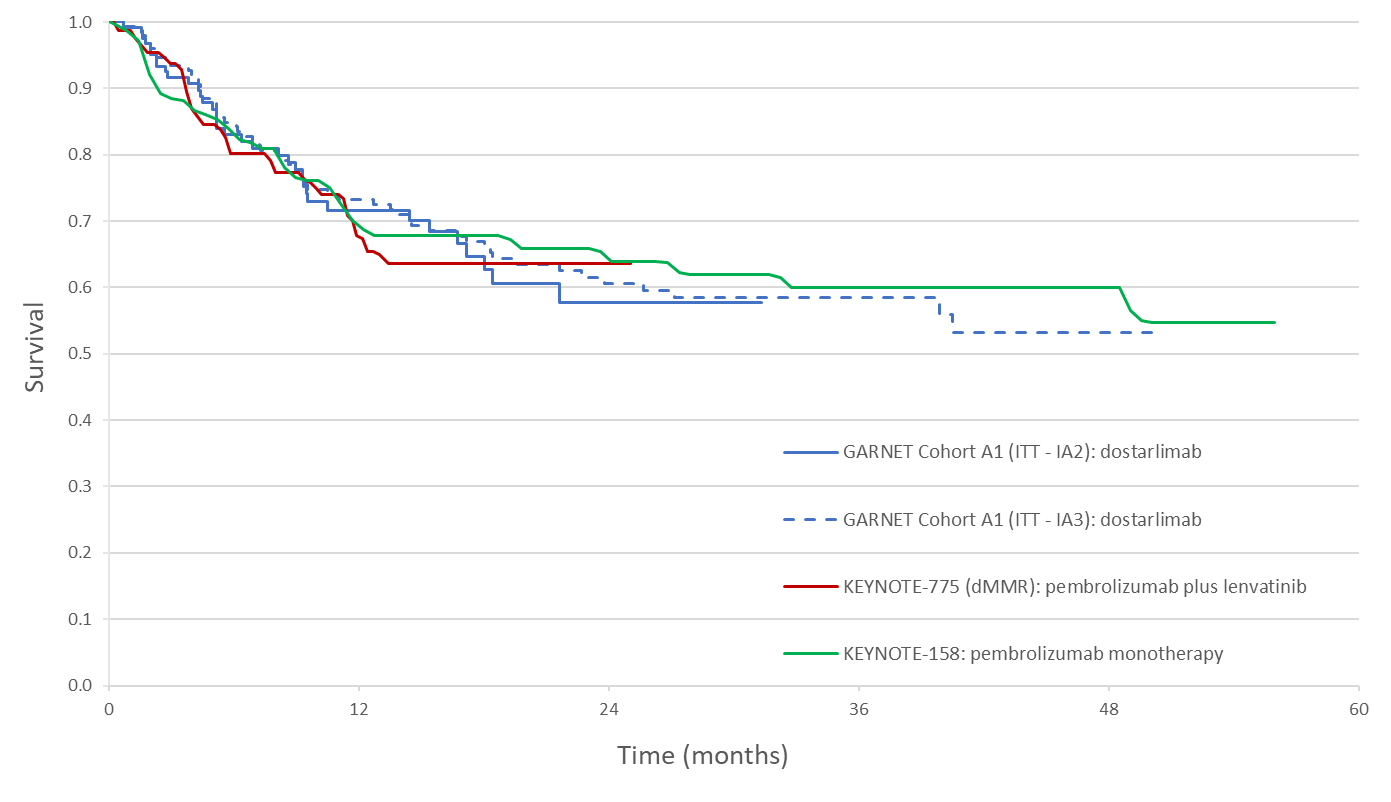 1.0
0.9
0.8
0.7
0.6
0.5
0.4
0.3
0.2
0.1
0.0
Survival
GARNET Cohort A1 (ITT - IA2): dostarlimab
GARNET Cohort A1 (ITT - IA3): dostarlimab
KEYNOTE-775 (dMMR): pembrolizumab plus lenvatinib
KEYNOTE-158: pembrolizumab monotherapy
0 12 24 36 48 60
Time (months)